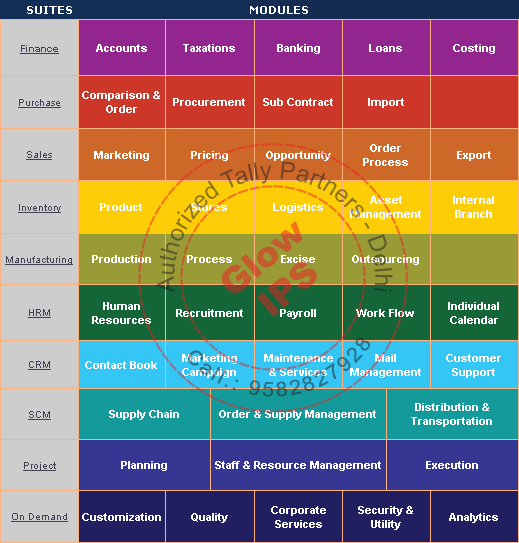 SUITES MODULES
Finance Accounts Taxations Banking Loans Costing
Purchase Comparison & Order Procurement Sub Contract Import
Sales Marketing Pricing Opportunity Order Process Export
Inventory Product Stores Logistics Asset Management Internal Branch
Manufacturing Production Process Excise Outsourcing
HRM Human Resources Recruitment Payroll Work Flow Individual Calendar
CRM Contact Book Marketing Campaign Maintenance & Services Mail Management Customer Support
SCM Supply Chain Order & Supply Management Distribution & Transportation
Project Planning Staff & Resource Management Execution
On Demand Customization Quality Corporate Services Security & Utility Analytics
Authorized Tally Partners - Delhi
Glow
IPS
Call.: 9582827928